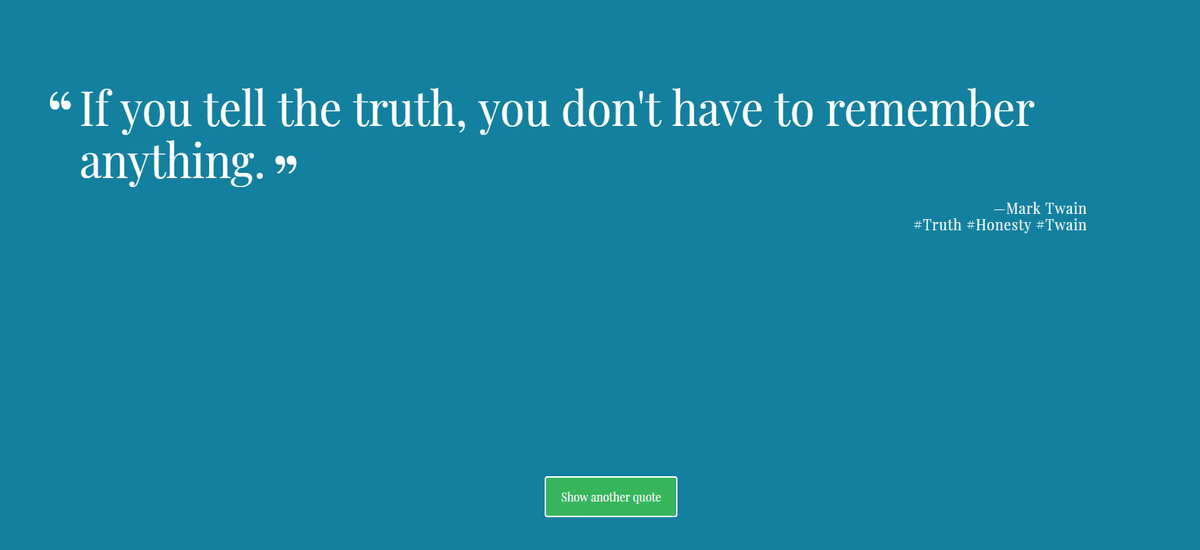 “ If you tell the truth, you don't have to remember
anything. ”
—Mark Twain
#Truth #Honesty #Twain
Show another quote